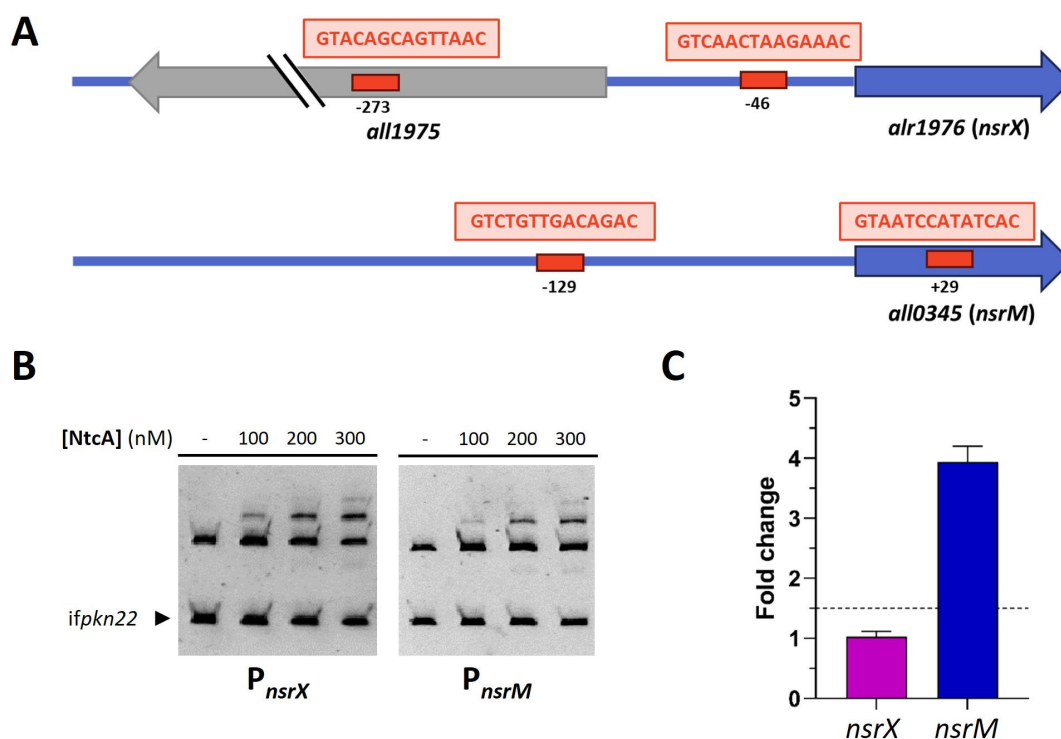 A
GTACAGCAGTTAAC GTCAACTAAGAAAC
-273 -46
all1975 alr1976 (nsrX)
GTCTGTTGACAGAC GTAATCCATATCAC
-129 +29
all0345 (nsrM)
B
[NtcA] (nM) - 100 200 300 - 100 200 300
ifpkn22 ►
PnsrX PnsrM
C
Fold change
5
4
3
2
1
0
nsrX nsrM